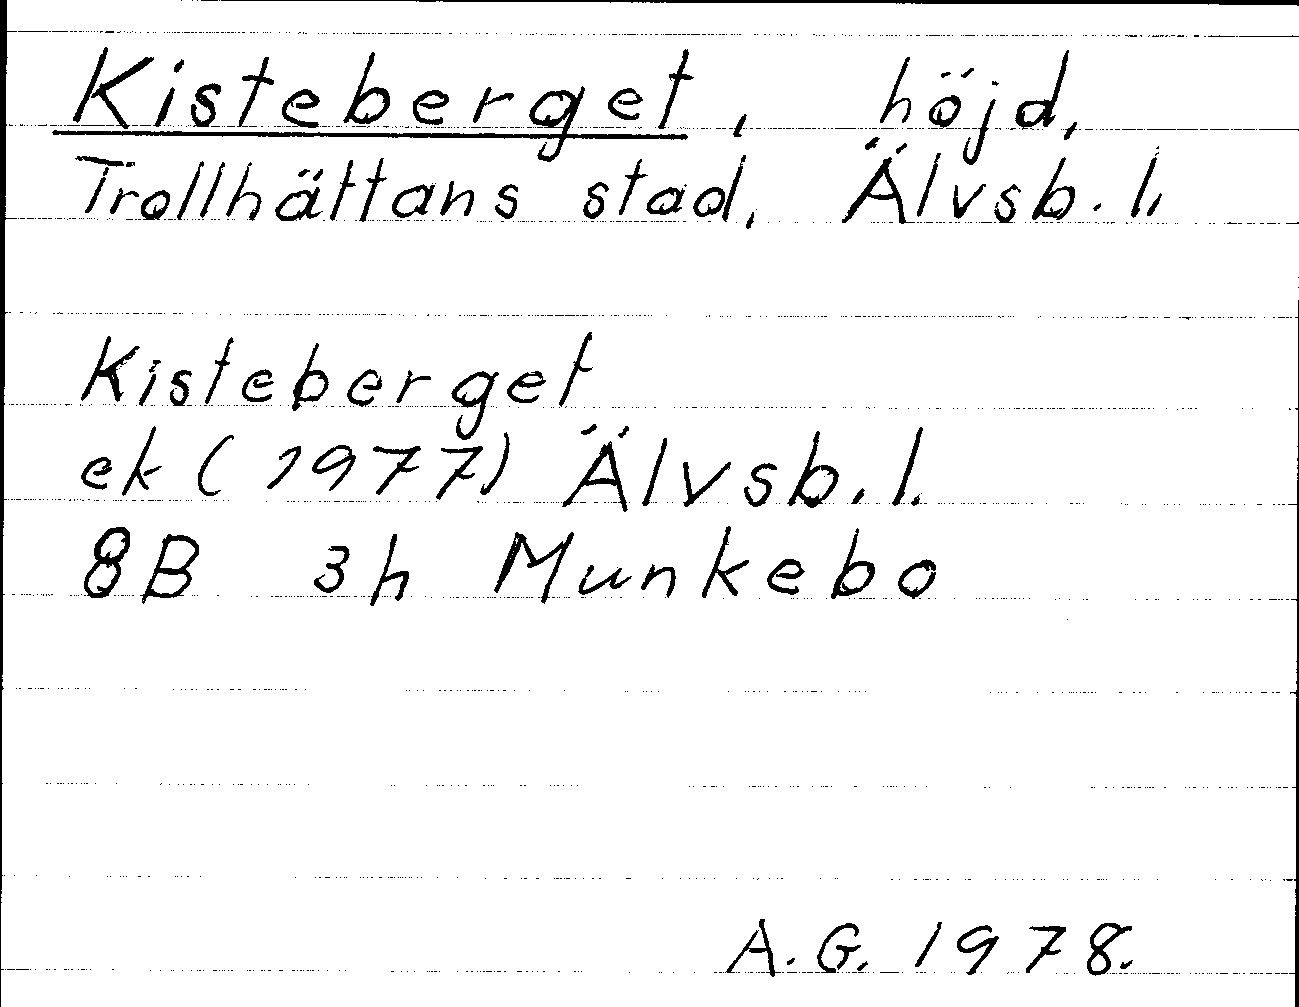 Kisteberget, höjd,
Trollhättans stad, Älvsb. l,
Kisteberget
ek (1977) Älvsb. l.
8B 3h Munkebo
A.G. 1978.